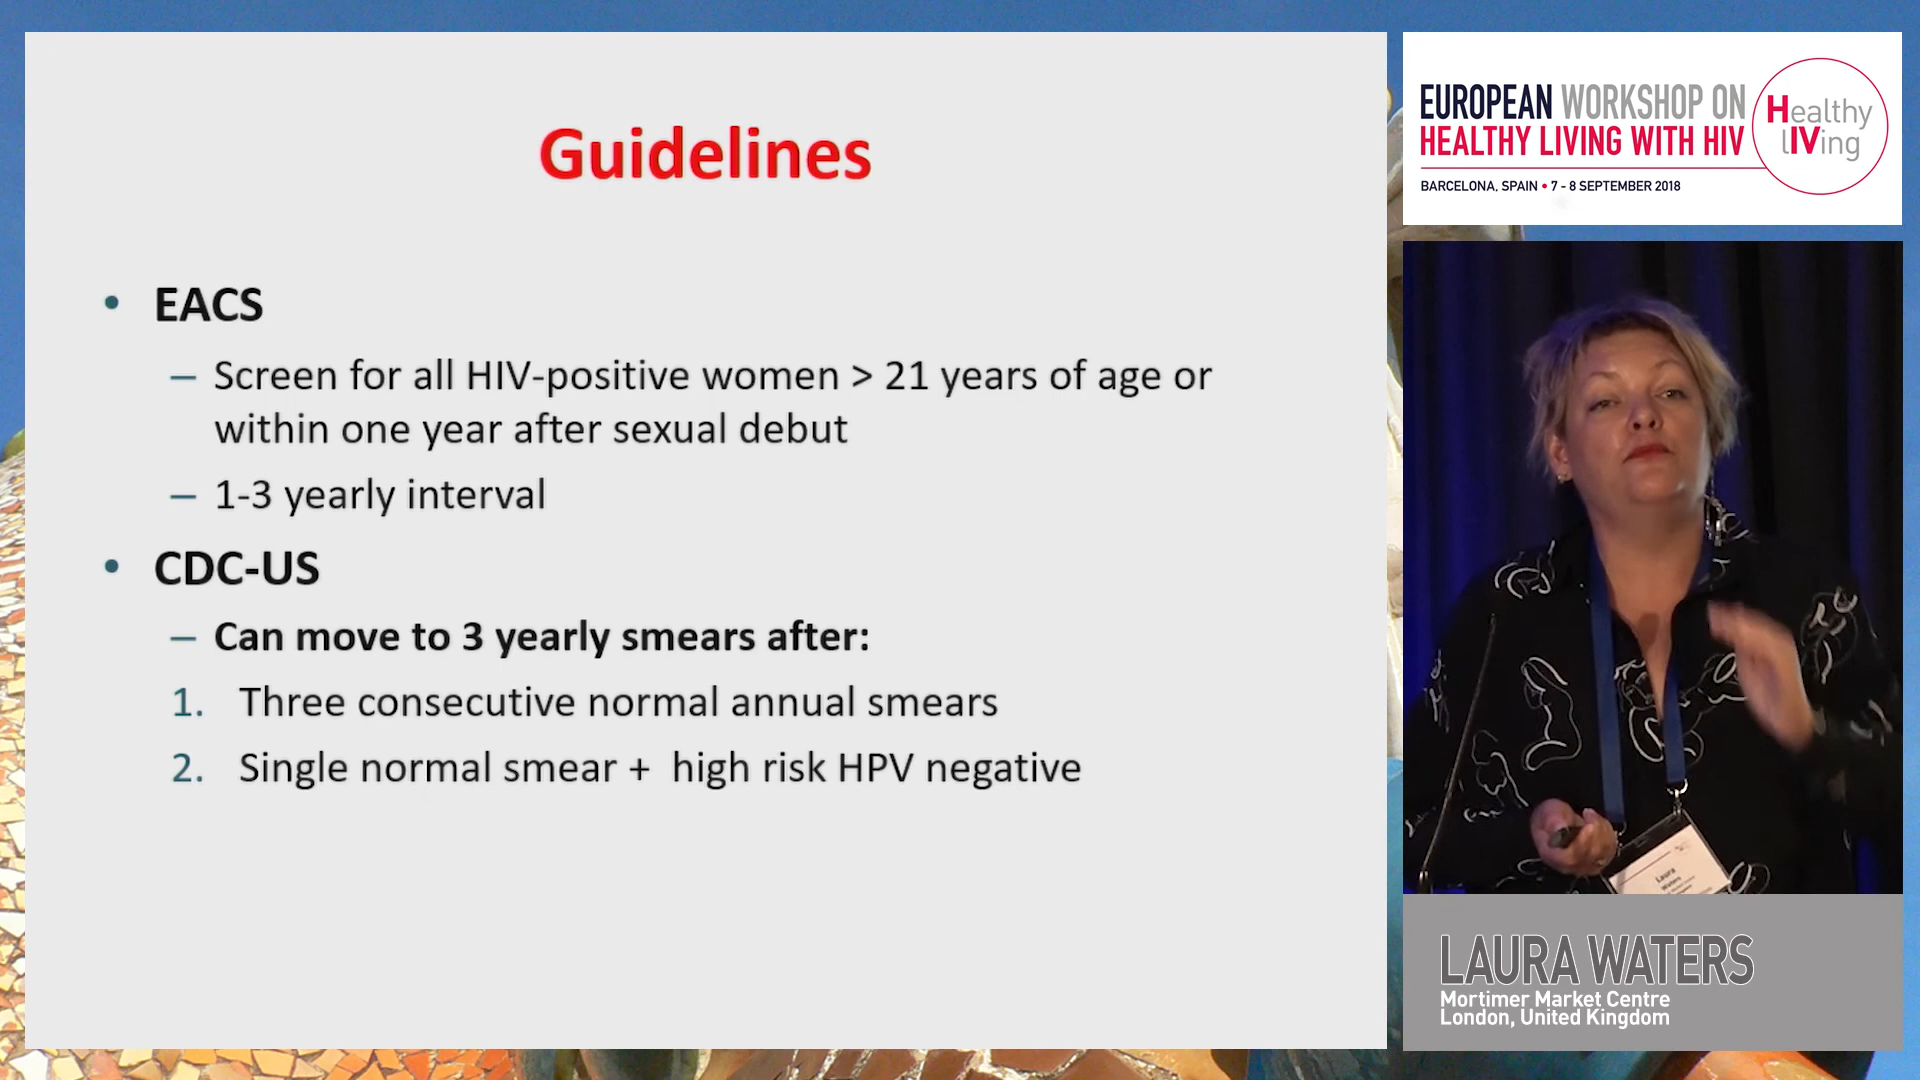 Guidelines
• EACS
– Screen for all HIV-positive women > 21 years of age or
within one year after sexual debut
– 1-3 yearly interval
• CDC-US
– Can move to 3 yearly smears after:
1. Three consecutive normal annual smears
2. Single normal smear + high risk HPV negative
EUROPEAN WORKSHOP ON
HEALTHY LIVING WITH HIV
BARCELONA, SPAIN • 7 - 8 SEPTEMBER 2018
Healthy
lIVing
Laura
Waters
LAURA WATERS
Mortimer Market Centre
London, United Kingdom